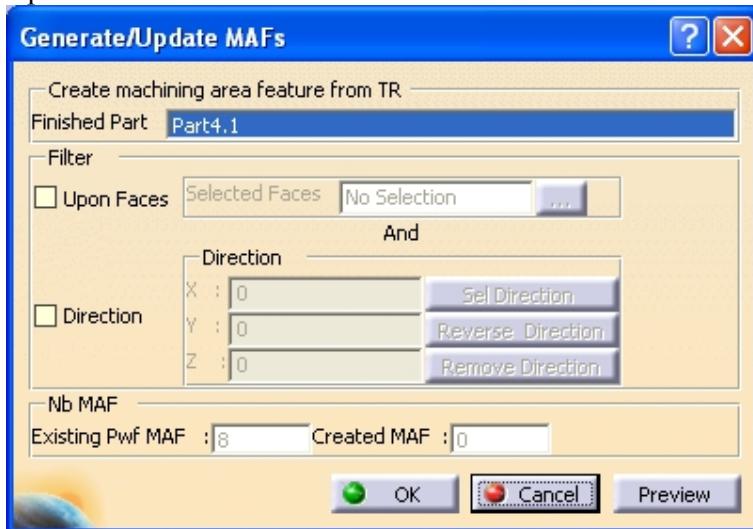 Generate/Update MAFs
?
Create machining area feature from TR
Finished Part Part4.1
Filter
Upon Faces Selected Faces No Selection ...
And
Direction
X : 0 Sel Direction
Direction Y : 0 Reverse Direction
Z : 0 Remove Direction
Nb MAF
Existing Pwf MAF : 8 Created MAF : 0
OK Cancel Preview